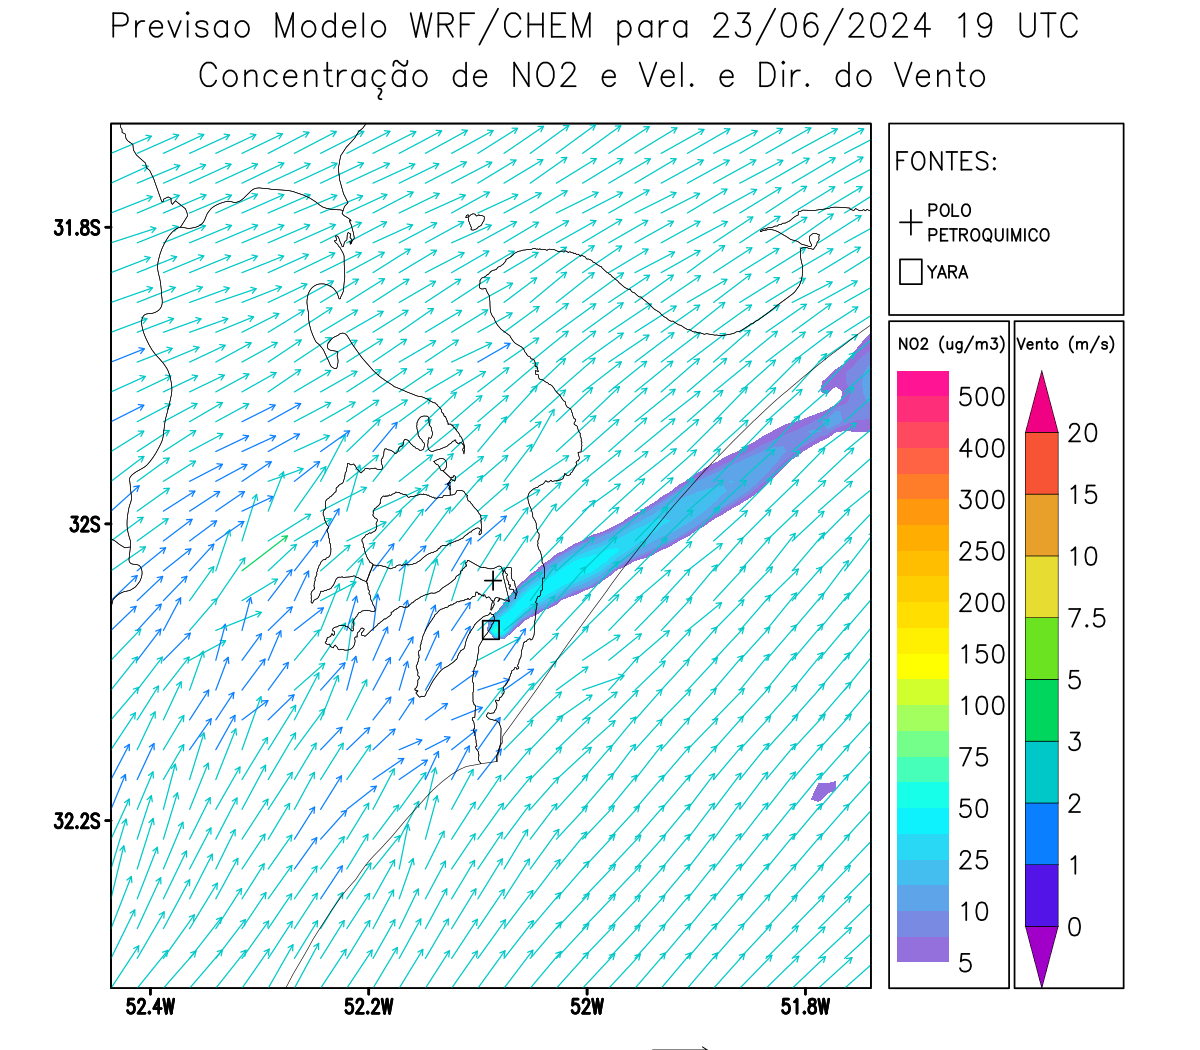 Previsao Modelo WRF/CHEM para 23/06/2024 19 UTC
Concentração de NO2 e Vel. e Dir. do Vento
FONTES:
POLO
PETROQUIMICO
YARA
NO2 (ug/m3)
500
400
300
250
200
150
100
75
50
25
10
5
Vento (m/s)
20
15
10
7.5
5
3
2
1
0
31.8S
32S
32.2S
52.4W 52.2W 52W 51.8W